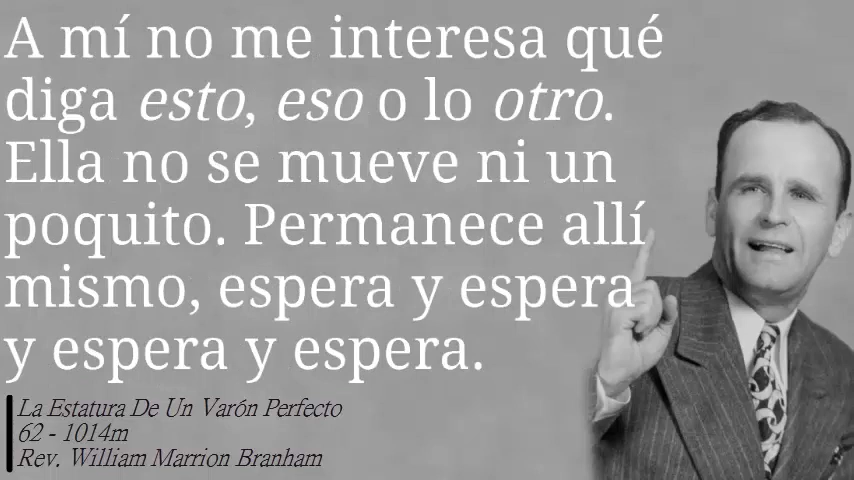 A mí no me interesa qué
diga esto, eso o lo otro.
Ella no se mueve ni un
poquito. Permanece allí
mismo, espera y espera
y espera y espera.
La Estatura De Un Varón Perfecto
62 - 1014m
Rev. William Marrion Branham